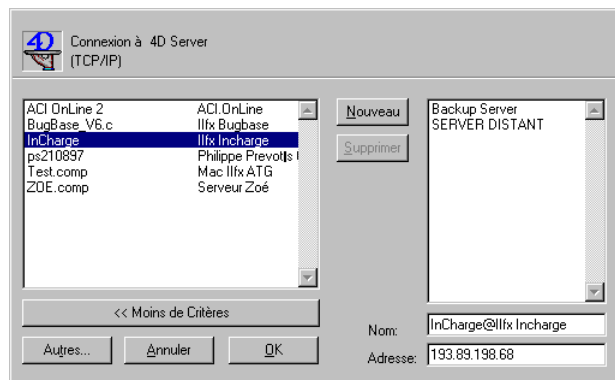 Connexion à 4D Server
(TCP/IP)
ACI OnLine 2 ACI.OnLine
BugBase_V6.c IIfx Bugbase
InCharge IIfx Incharge
ps210897 Philippe Prevotls
Test.comp Mac IIfx ATG
ZOE.comp Serveur Zoé
Nouveau
Supprimer
Backup Server
SERVER DISTANT
<< Moins de Critères
Autres... Annuler OK
Nom: InCharge@IIfx Incharge
Adresse: 193.89.198.68